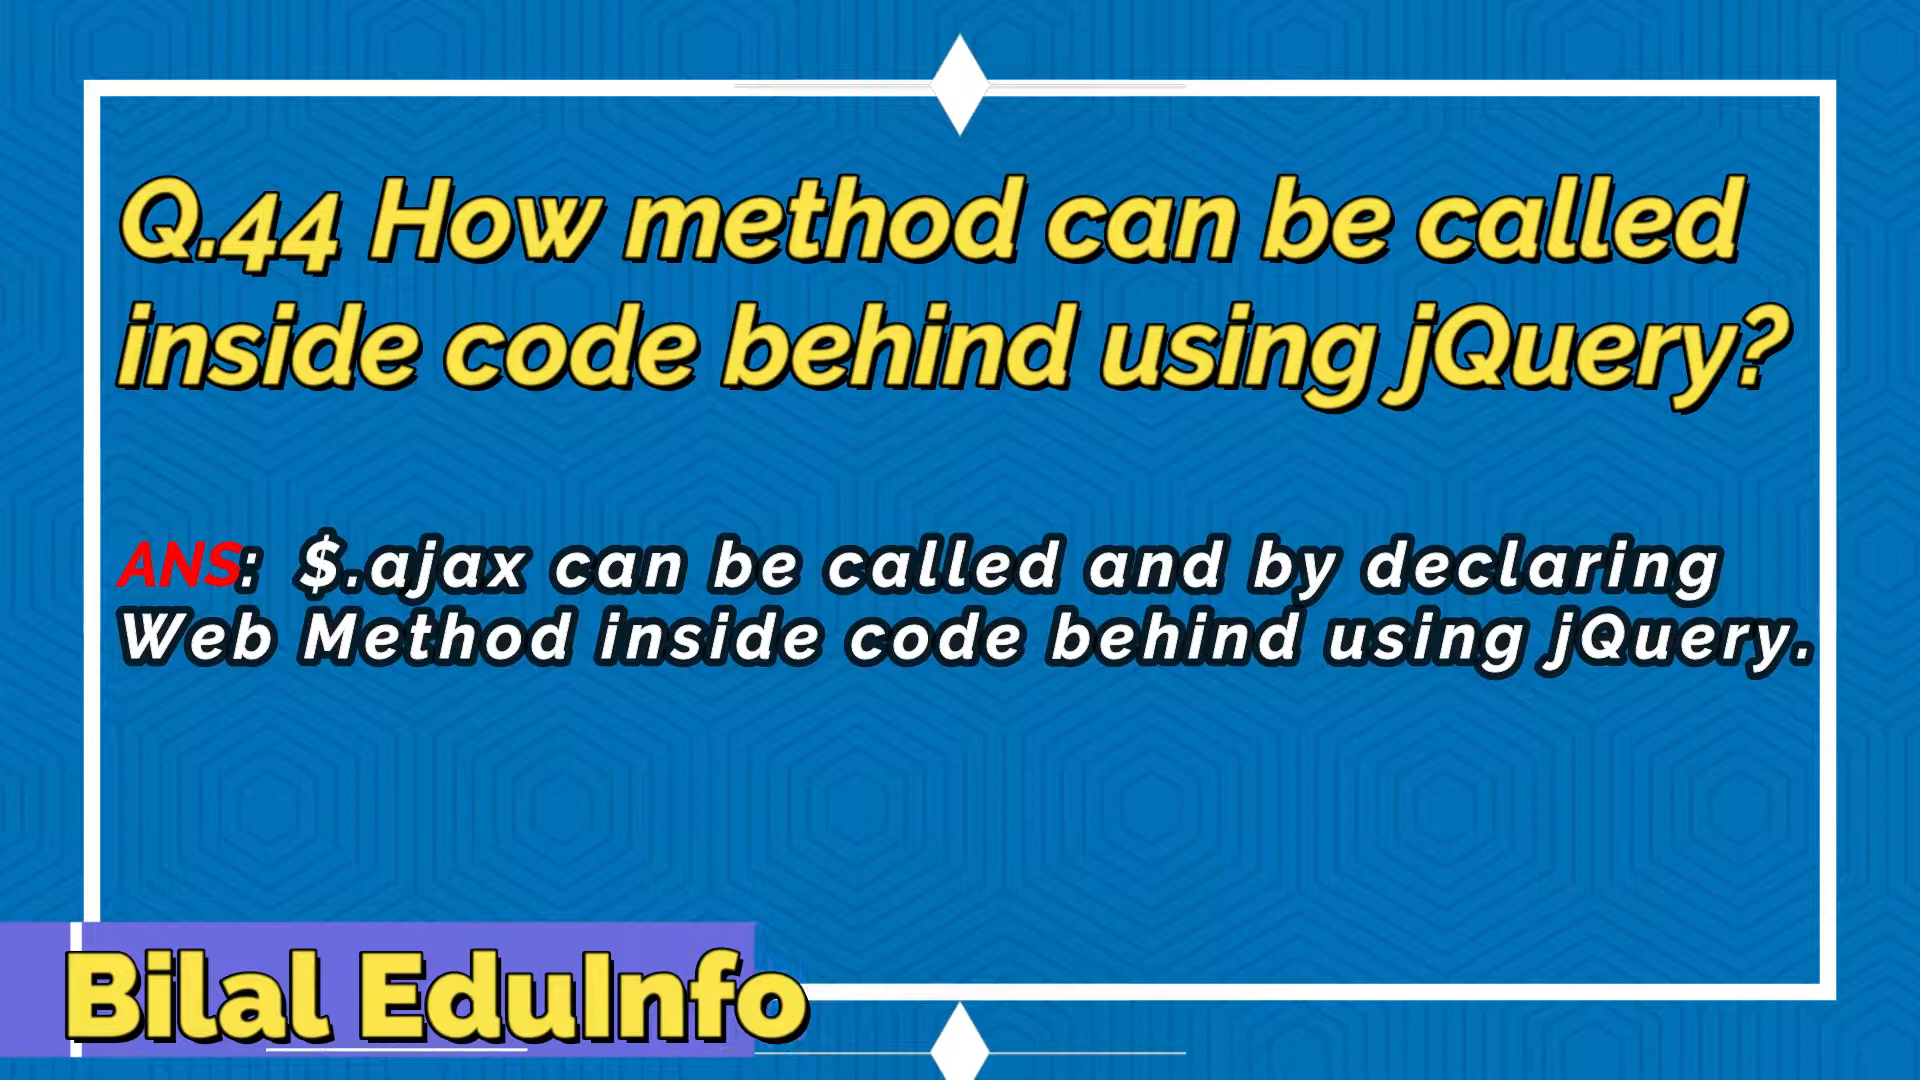 Q.44 How method can be called
inside code behind using jQuery?
ANS: $.ajax can be called and by declaring
Web Method inside code behind using jQuery.
Bilal EduInfo